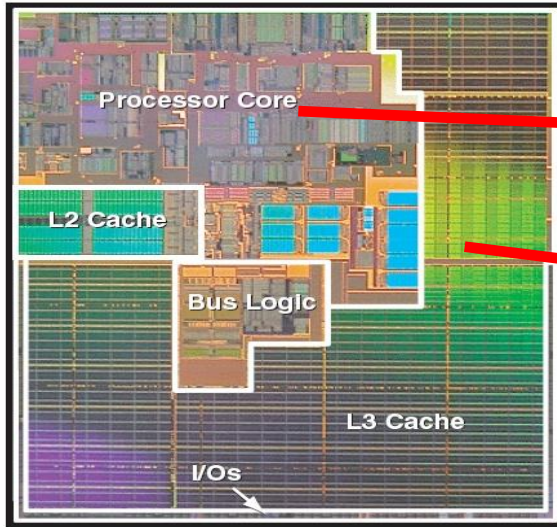 Processor Core
L2 Cache
Bus Logic
L3 Cache
I/Os